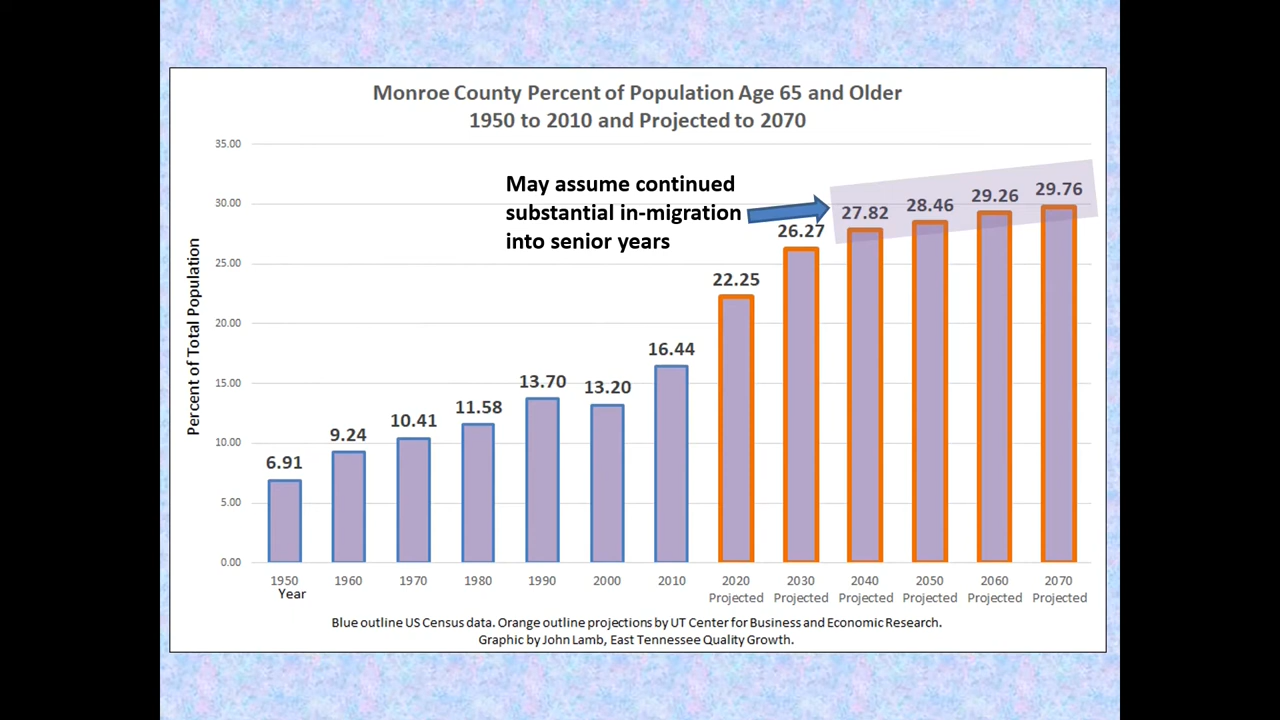 Monroe County Percent of Population Age 65 and Older
1950 to 2010 and Projected to 2070
35.00
30.00
25.00
20.00
15.00
10.00
5.00
0.00
Percent of Total Population
May assume continued
substantial in-migration
into senior years
6.91
9.24
10.41
11.58
13.70
13.20
16.44
22.25
26.27
27.82
28.46
29.26
29.76
1950
1960
1970
1980
1990
2000
2010
2020
Projected
2030
Projected
2040
Projected
2050
Projected
2060
Projected
2070
Projected
Year
Blue outline US Census data. Orange outline projections by UT Center for Business and Economic Research.
Graphic by John Lamb, East Tennessee Quality Growth.